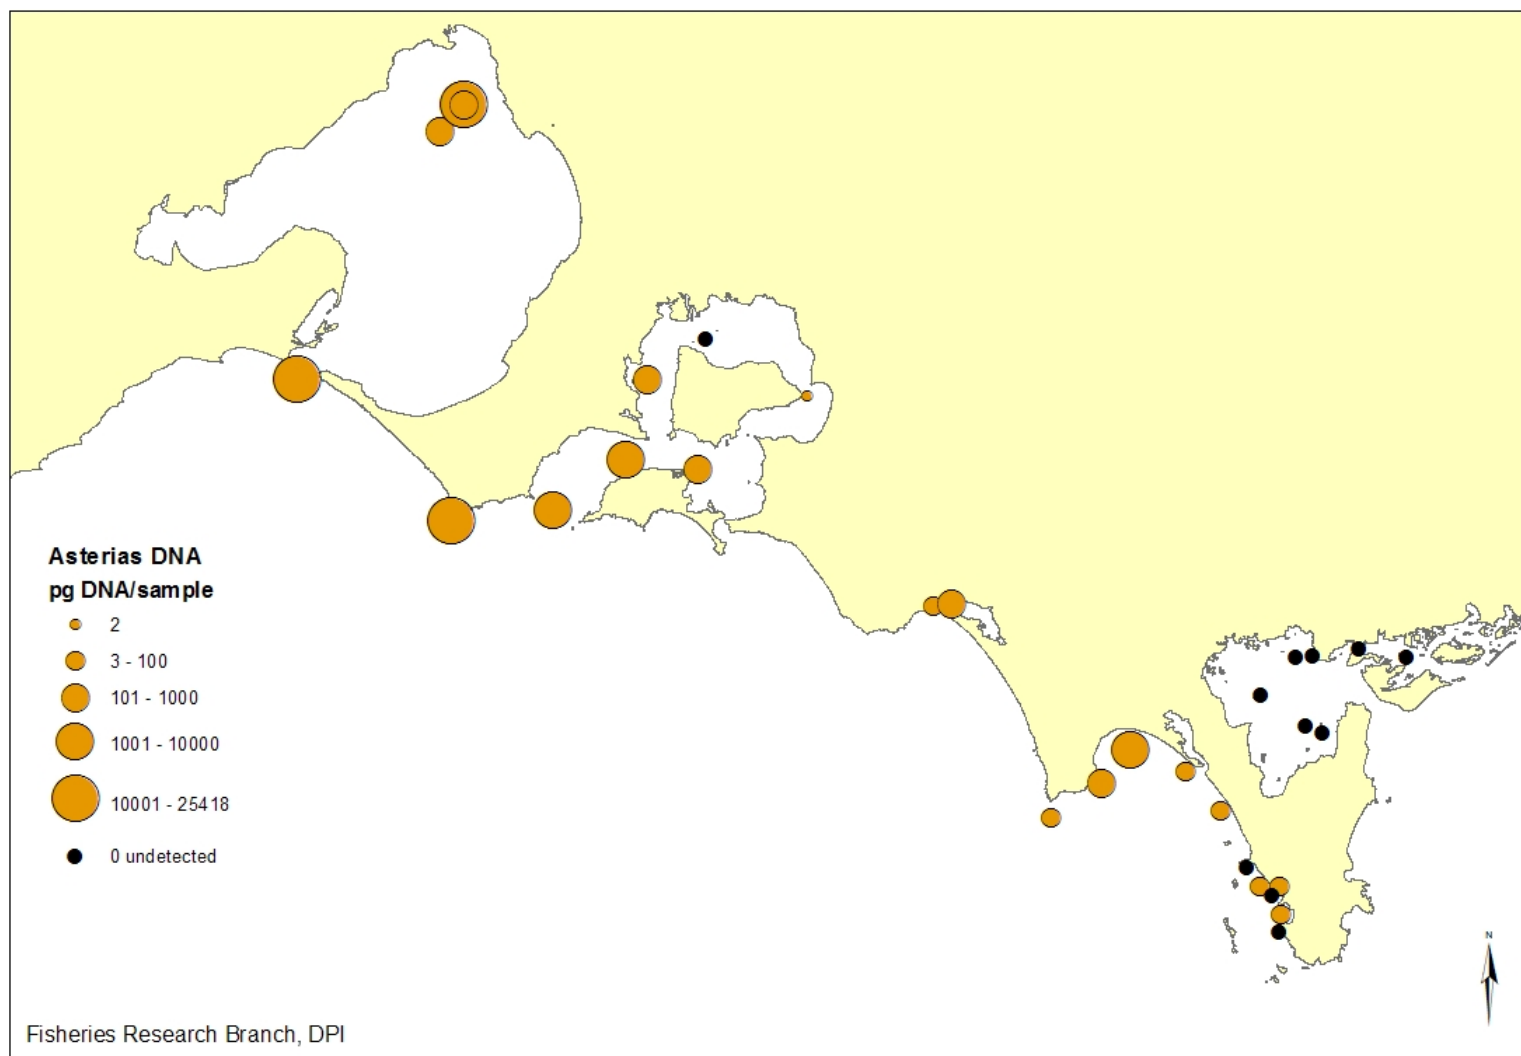 N
Asterias DNA
pg DNA/sample
2
3 - 100
101 - 1000
1001 - 10000
10001 - 25418
0 undetected
Fisheries Research Branch, DPI